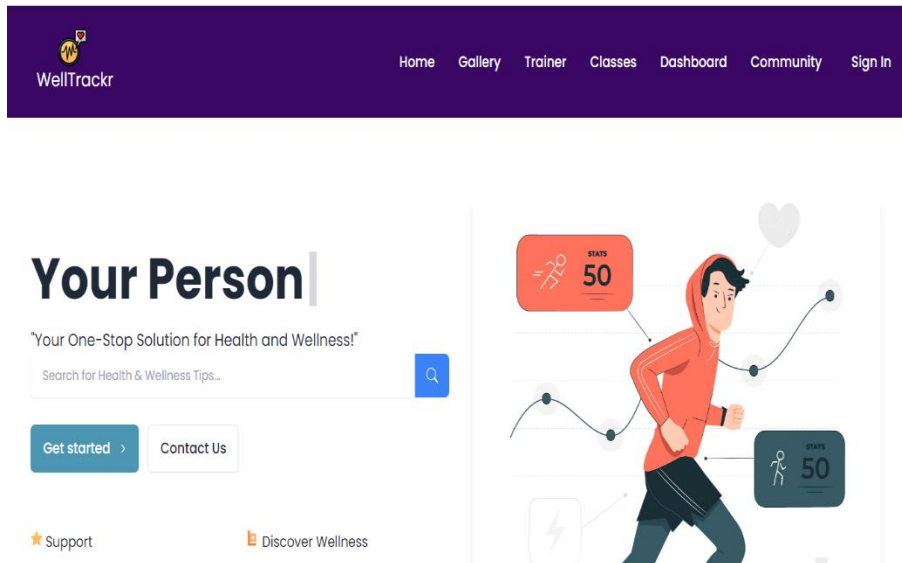 WellTrackr
Home Gallery Trainer Classes Dashboard Community Sign In
Your Person
"Your One-Stop Solution for Health and Wellness!"
Search for Health & Wellness Tips...
Get started >
Contact Us
Support
Discover Wellness
STATS
50
STATS
50